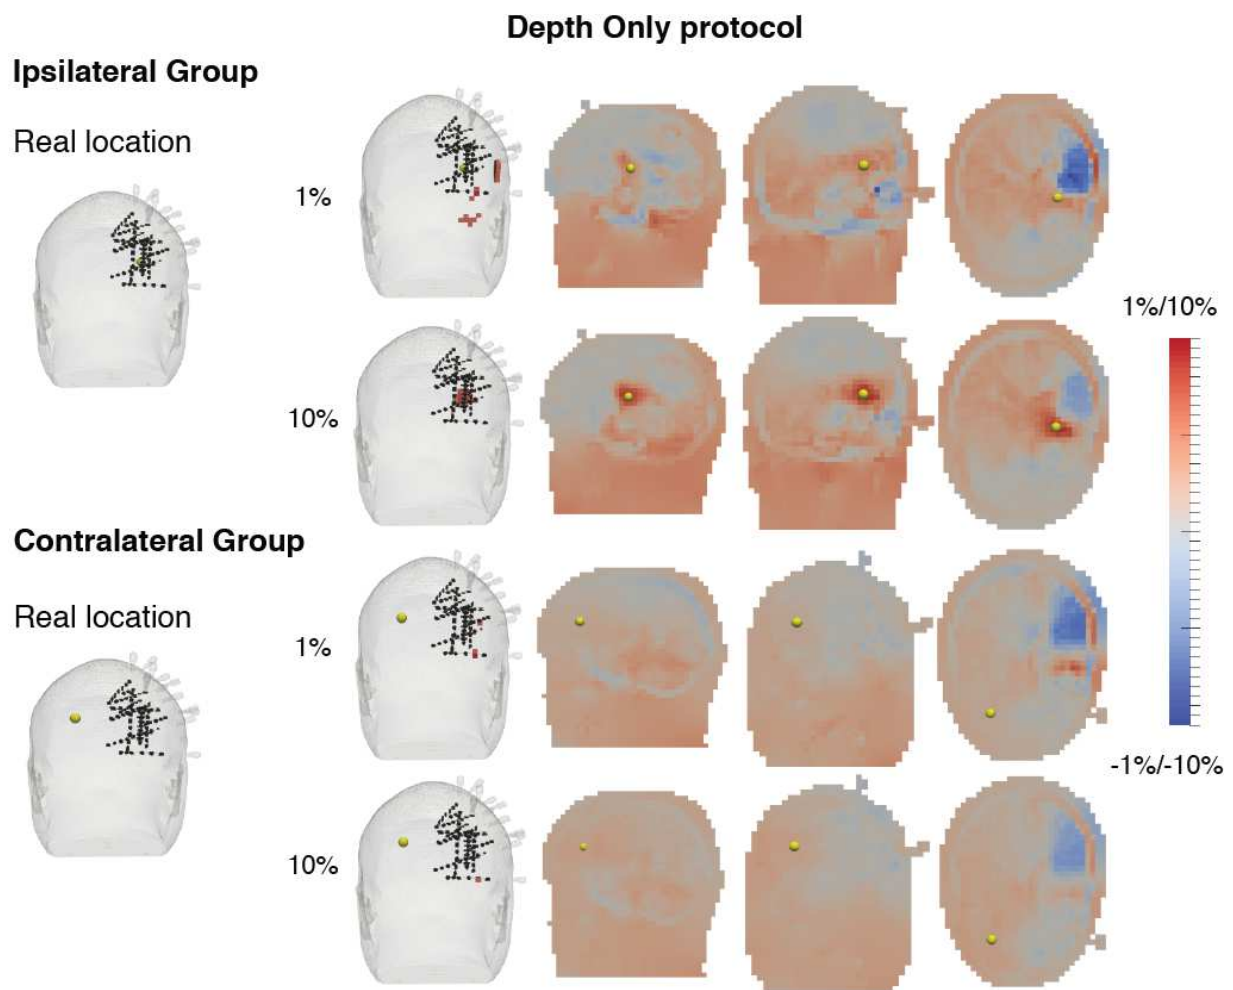 Depth Only protocol
Ipsilateral Group
Real location
1%
10%
1%/10%
-1%/-10%
Contralateral Group
Real location
1%
10%